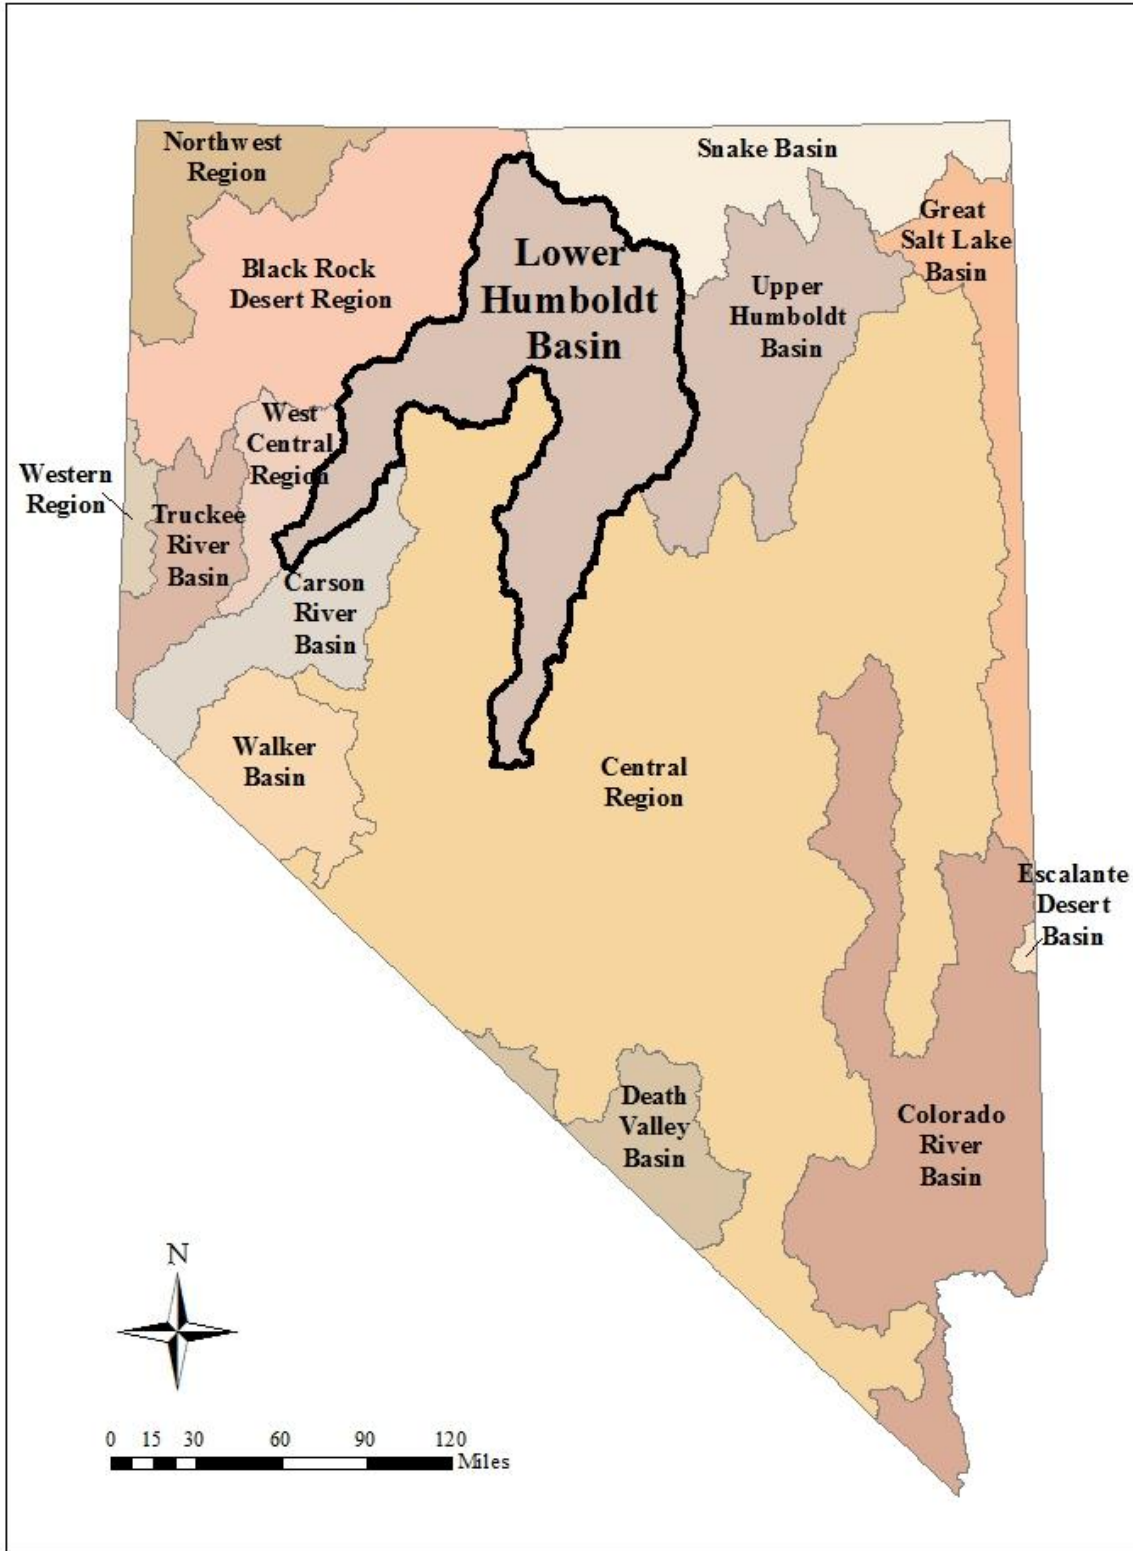 Northwest
Region
Snake Basin
Great
Salt Lake
Basin
Lower
Humboldt
Basin
Black Rock
Desert Region
Upper
Humboldt
Basin
West
Central
Region
Western
Region
Truckee
River
Basin
Carson
River
Basin
Walker
Basin
Central
Region
Escalante
Desert
Basin
Death
Valley
Basin
Colorado
River
Basin
N
0 15 30 60 90 120
Miles